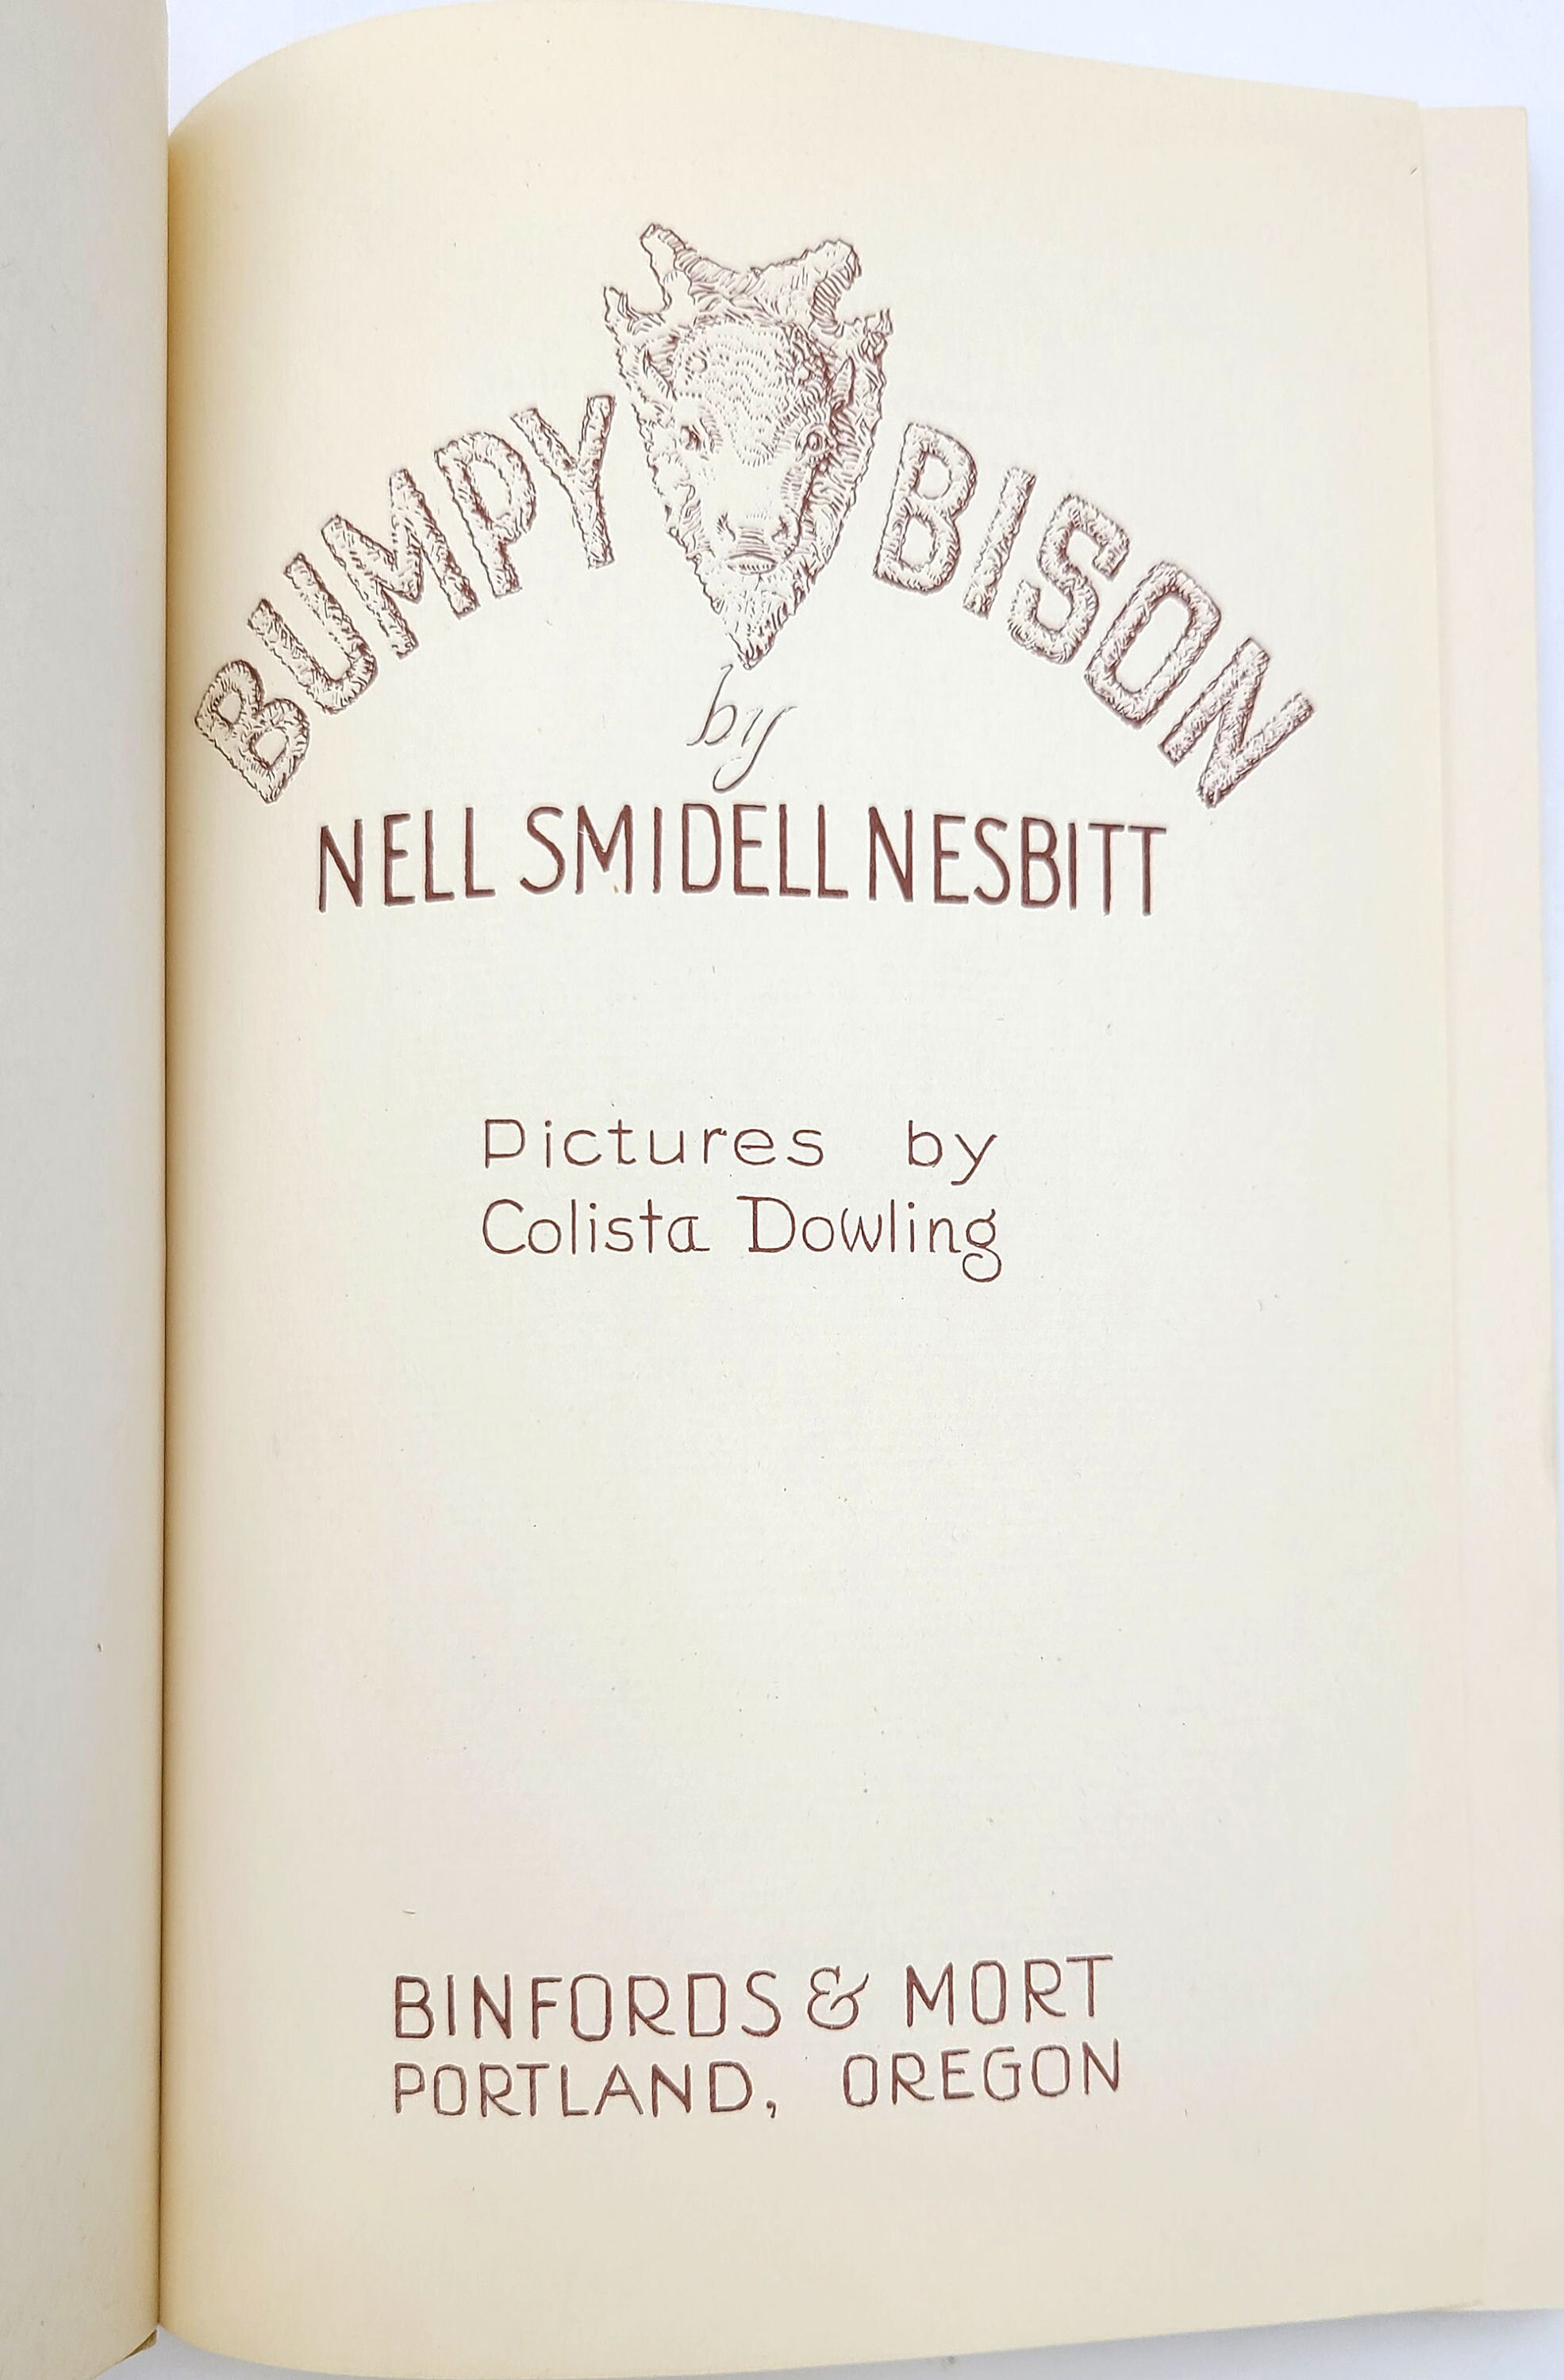 BUMPY BISON
by
NELL SMIDELL NESBITT
Pictures by
Colista Dowling
BINFORDS & MORT
PORTLAND, OREGON